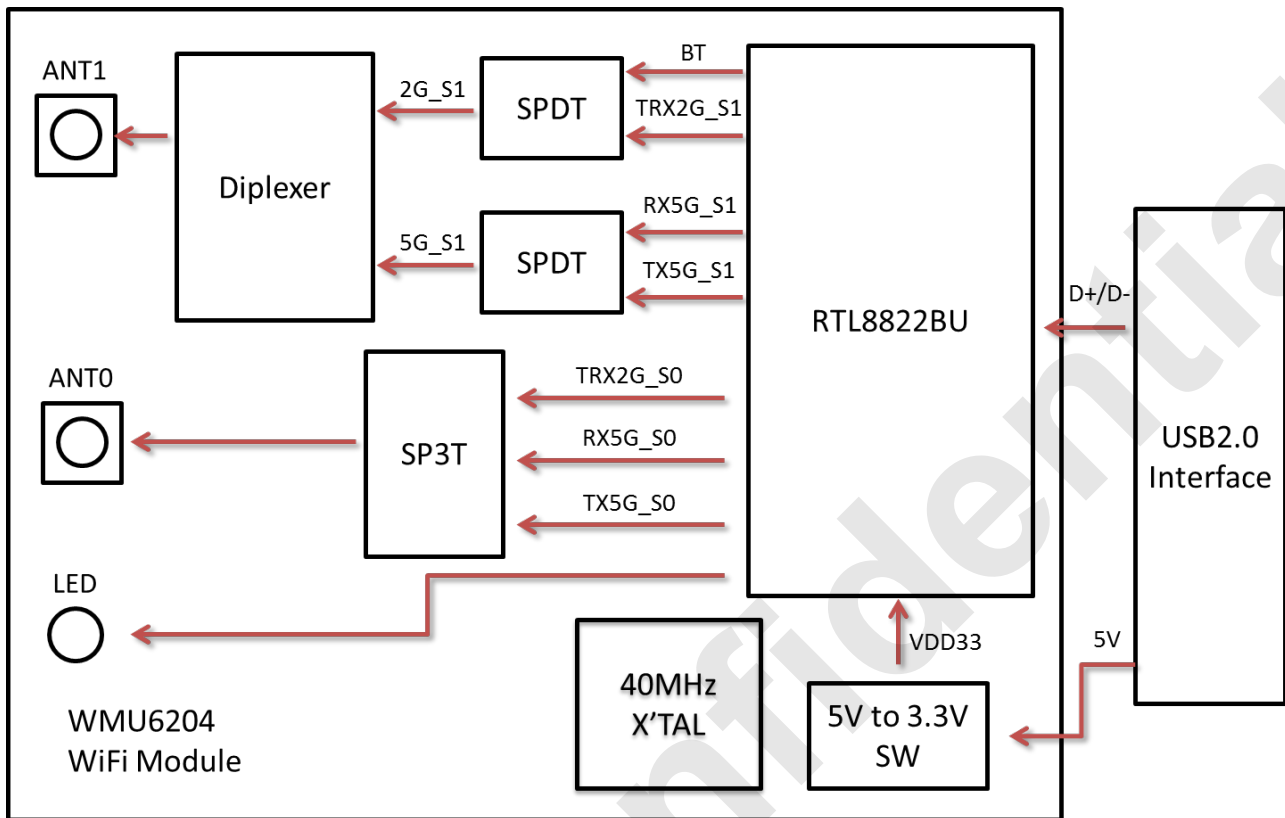 ANT1
Diplexer
2G_S1
5G_S1
SPDT
SPDT
BT
TRX2G_S1
RX5G_S1
TX5G_S1
RTL8822BU
D+/D-
USB2.0
Interface
ANT0
SP3T
TRX2G_S0
RX5G_S0
TX5G_S0
LED
VDD33
5V
40MHz
X'TAL
5V to 3.3V
SW
WMU6204
WiFi Module
nfidential